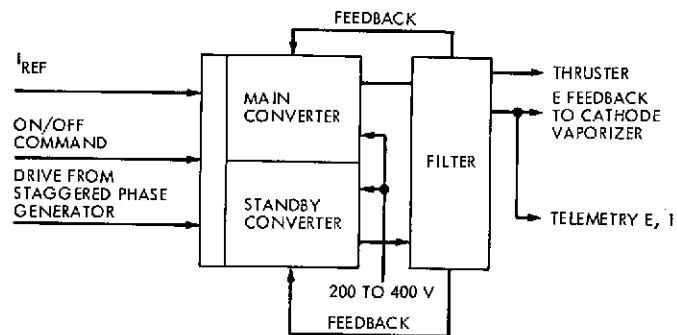 FEEDBACK
IREF
ON/OFF
COMMAND
DRIVE FROM
STAGGERED PHASE
GENERATOR
MAIN
CONVERTER
STANDBY
CONVERTER
FILTER
THRUSTER
E FEEDBACK
TO CATHODE
VAPORIZER
TELEMETRY E, I
200 TO 400 V
FEEDBACK